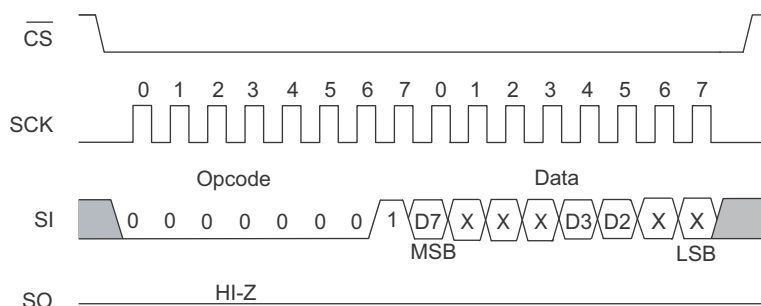 CS
0 1 2 3 4 5 6 7 0 1 2 3 4 5 6 7
SCK
Opcode Data
SI 0 0 0 0 0 0 0 1 D7 X X X D3 D2 X X
MSB LSB
HI-Z
SO